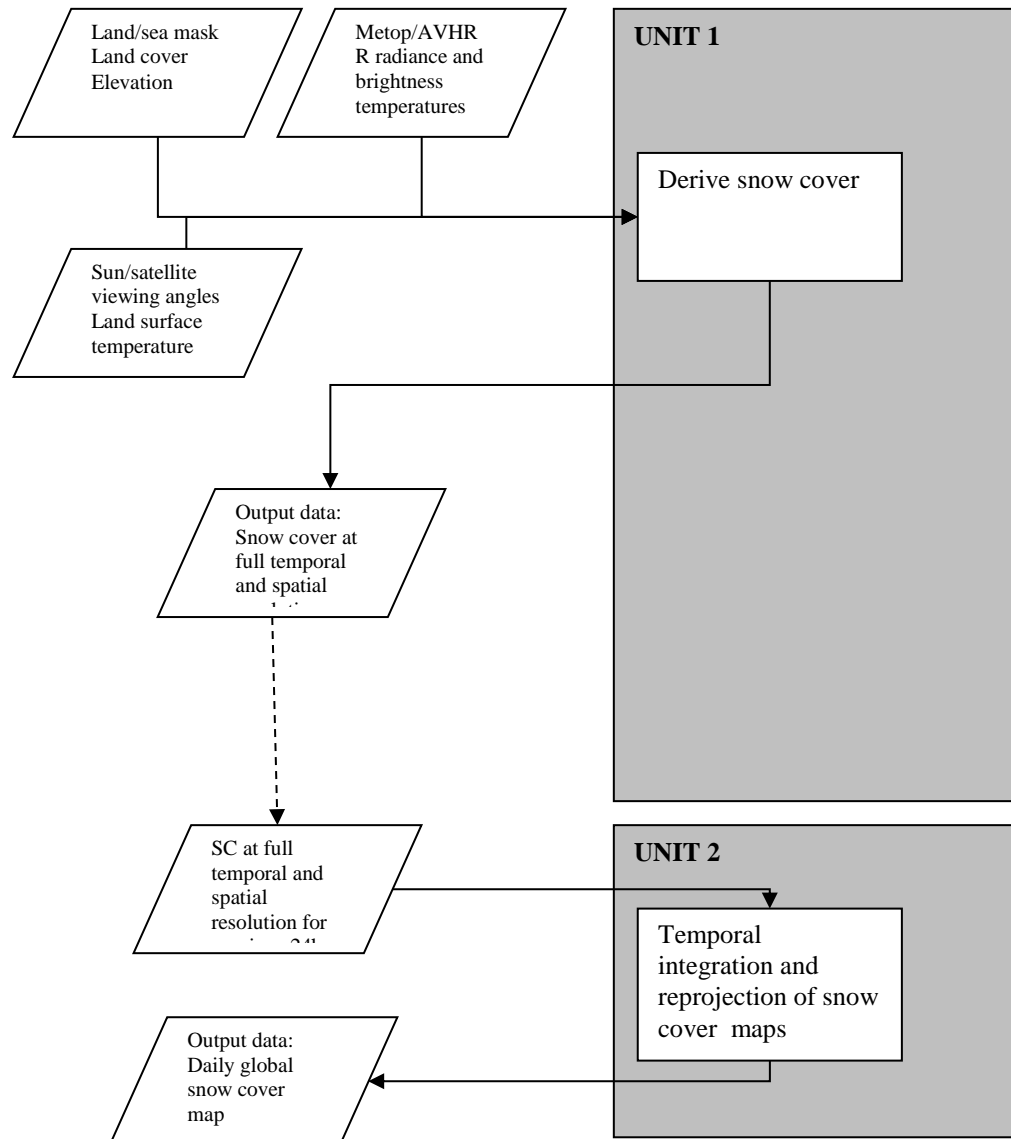 Land/sea mask
Land cover
Elevation
Metop/AVHR
R radiance and
brightness
temperatures
UNIT 1
Derive snow cover
Sun/satellite
viewing angles
Land surface
temperature
Output data:
Snow cover at
full temporal
and spatial
SC at full
temporal and
spatial
resolution for
24h
UNIT 2
Temporal
integration and
reprojection of snow
cover maps
Output data:
Daily global
snow cover
map